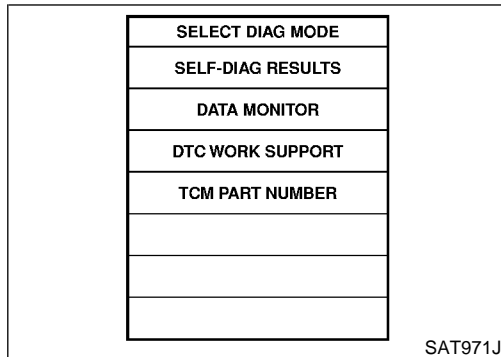 SELECT DIAG MODE
SELF-DIAG RESULTS
DATA MONITOR
DTC WORK SUPPORT
TCM PART NUMBER
SAT971J